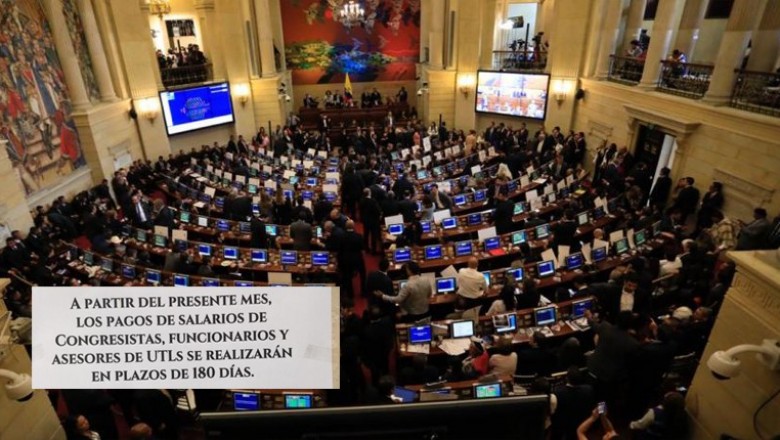 A PARTIR DEL PRESENTE MES,
LOS PAGOS DE SALARIOS DE
CONGRESISTAS, FUNCIONARIOS Y
ASESORES DE UTLS SE REALIZARÁN
EN PLAZOS DE 180 DÍAS.